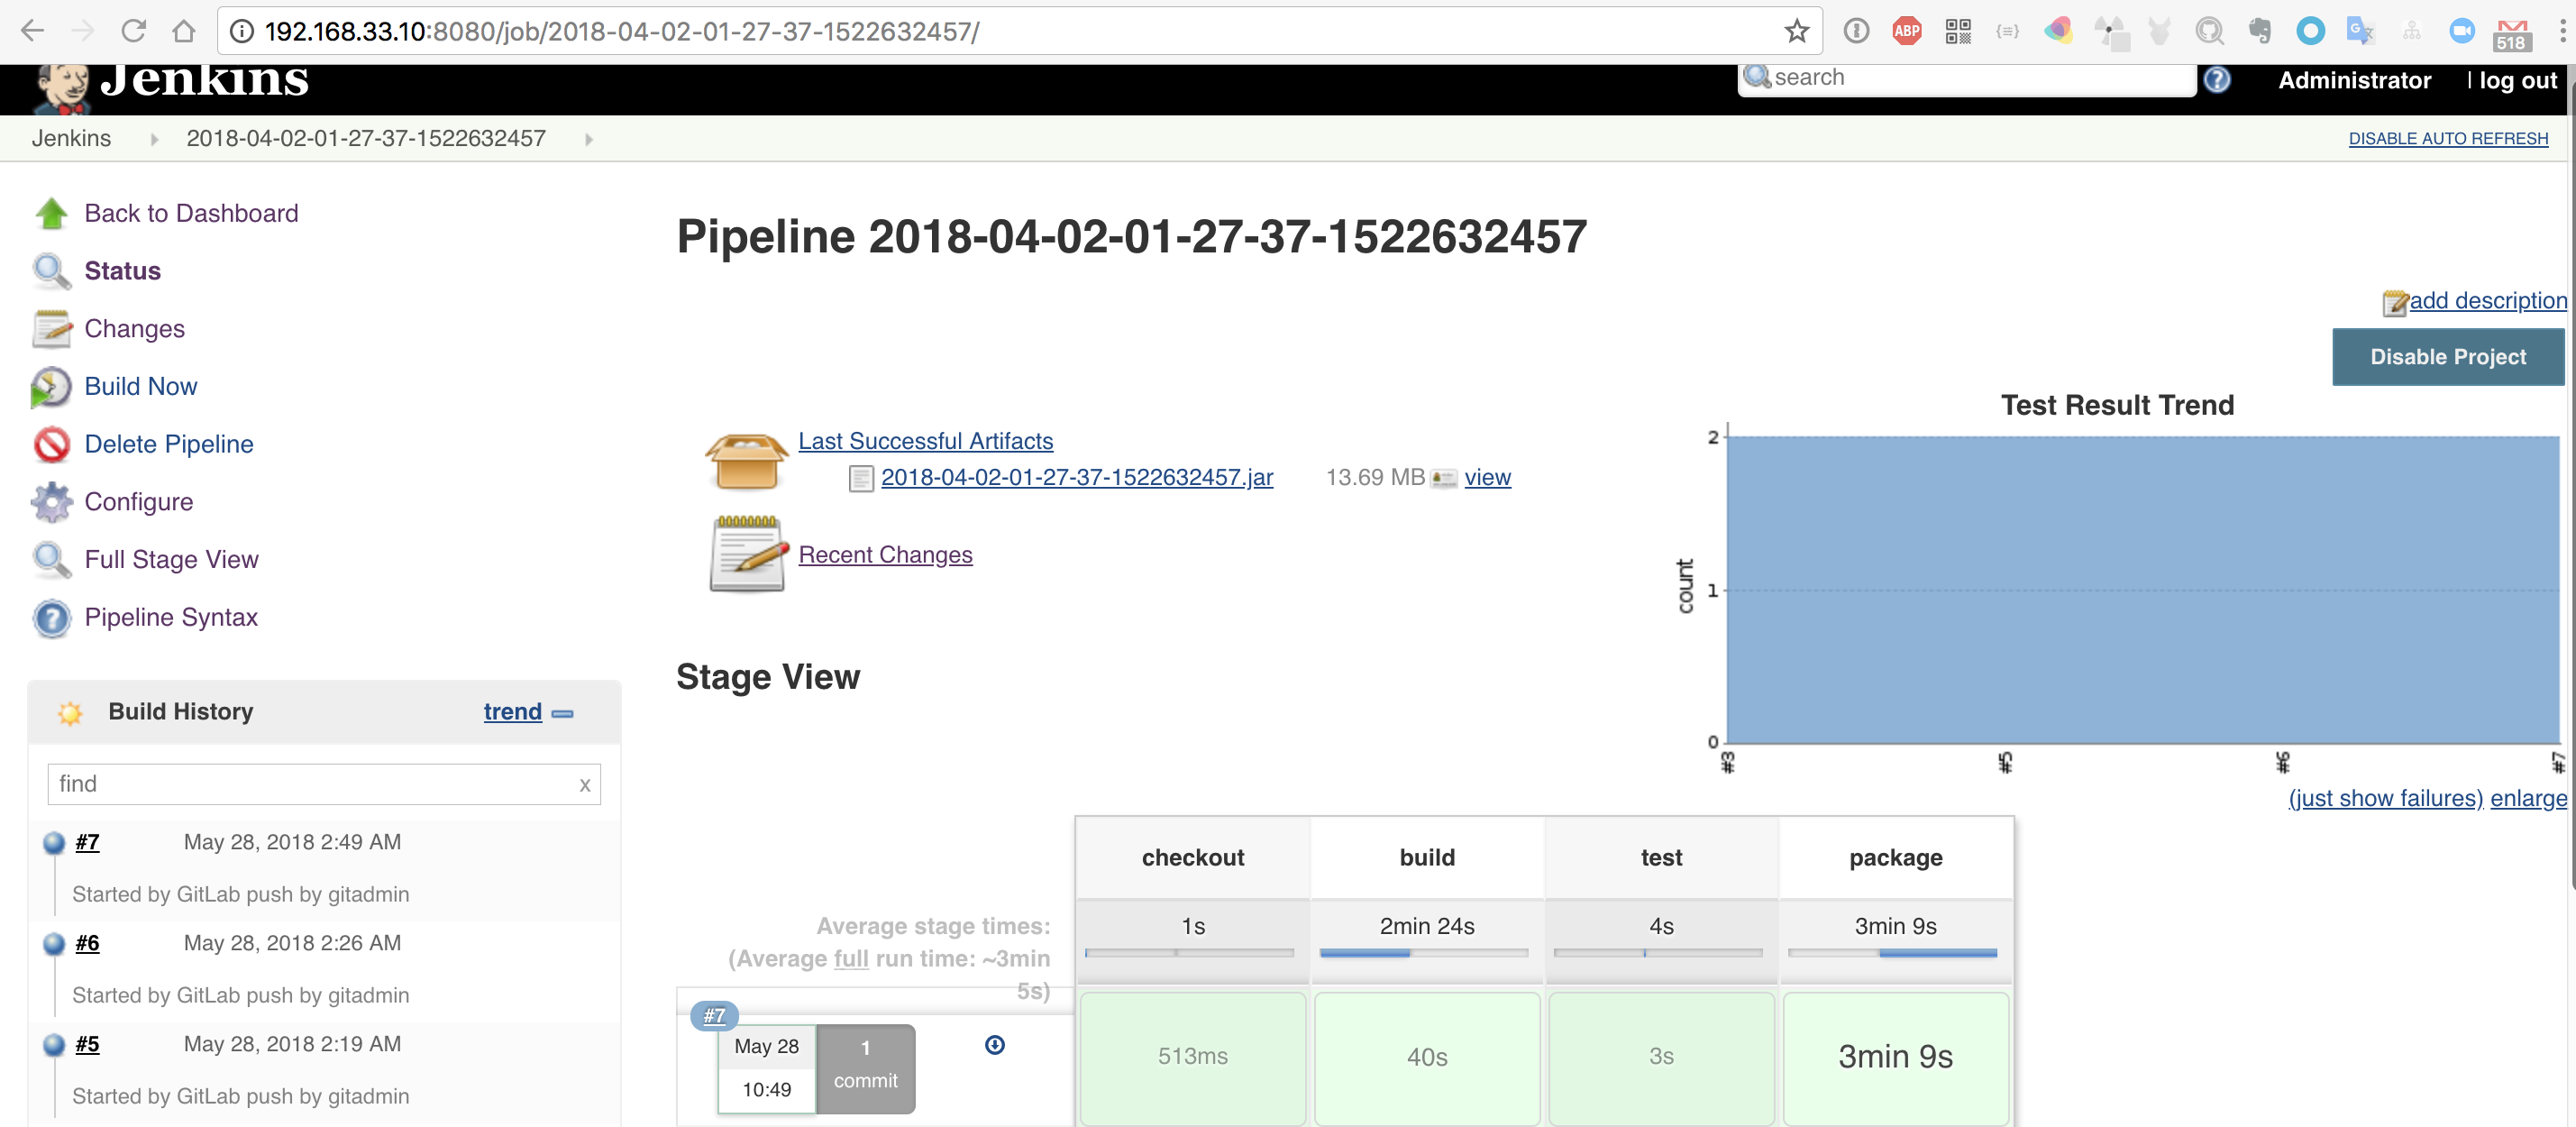 192.168.33.10:8080/job/2018-04-02-01-27-37-1522632457/
ABP
518
Jenkins
search
Administrator
| log out
Jenkins
2018-04-02-01-27-37-1522632457
DISABLE AUTO REFRESH
Back to Dashboard
Status
Changes
Build Now
Delete Pipeline
Configure
Full Stage View
Pipeline Syntax
Build History
trend
find
x
#7 May 28, 2018 2:49 AM
Started by GitLab push by gitadmin
#6 May 28, 2018 2:26 AM
Started by GitLab push by gitadmin
#5 May 28, 2018 2:19 AM
Started by GitLab push by gitadmin
Pipeline 2018-04-02-01-27-37-1522632457
add description
Disable Project
Last Successful Artifacts
2018-04-02-01-27-37-1522632457.jar 13.69 MB view
Recent Changes
Test Result Trend
2
1
0
count
#3
#5
#6
#7
(just show failures) enlarge
Stage View
checkout build test package
Average stage times:
(Average full run time: ~3min
5s)
1s 2min 24s 4s 3min 9s
#7
May 28
10:49
1
commit
513ms 40s 3s 3min 9s